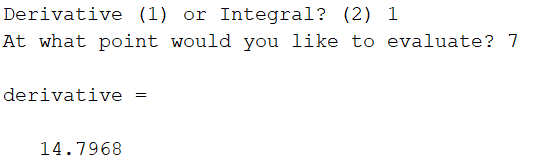 Derivative (1) or Integral? (2) 1
At what point would you like to evaluate? 7
derivative =
14.7968